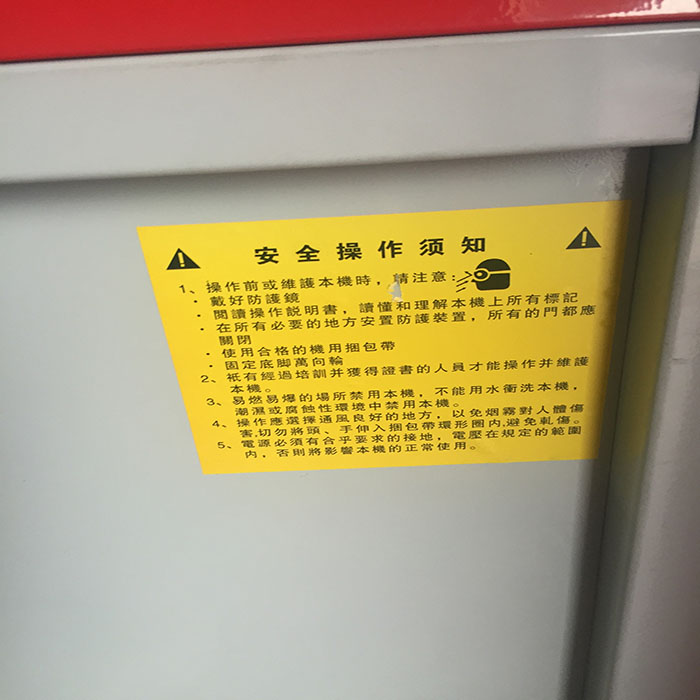 安全操作须知
1、操作前或維護本機時，請注意：
·戴好防護鏡
·閲讀操作説明書，讀懂和理解本機上所有標記
·在所有必要的地方安置防護裝置，所有的門都應
關閉
·使用合格的機用捆包帶
·固定底脚萬向輪
2、衹有經過培訓并獲得證書的人員才能操作并維護
本機。
3、易燃易爆的場所禁用本機，不能用水衝洗本機，
潮濕或腐蝕性環境中禁用本機。
4、操作應選擇通風良好的地方，以免烟霧對人體傷
害,切勿將頭、手伸入捆包帶環形圈内,避免軋傷。
5、電源必須有合乎要求的接地，電壓在規定的範圍
内，否則將影響本機的正常使用。